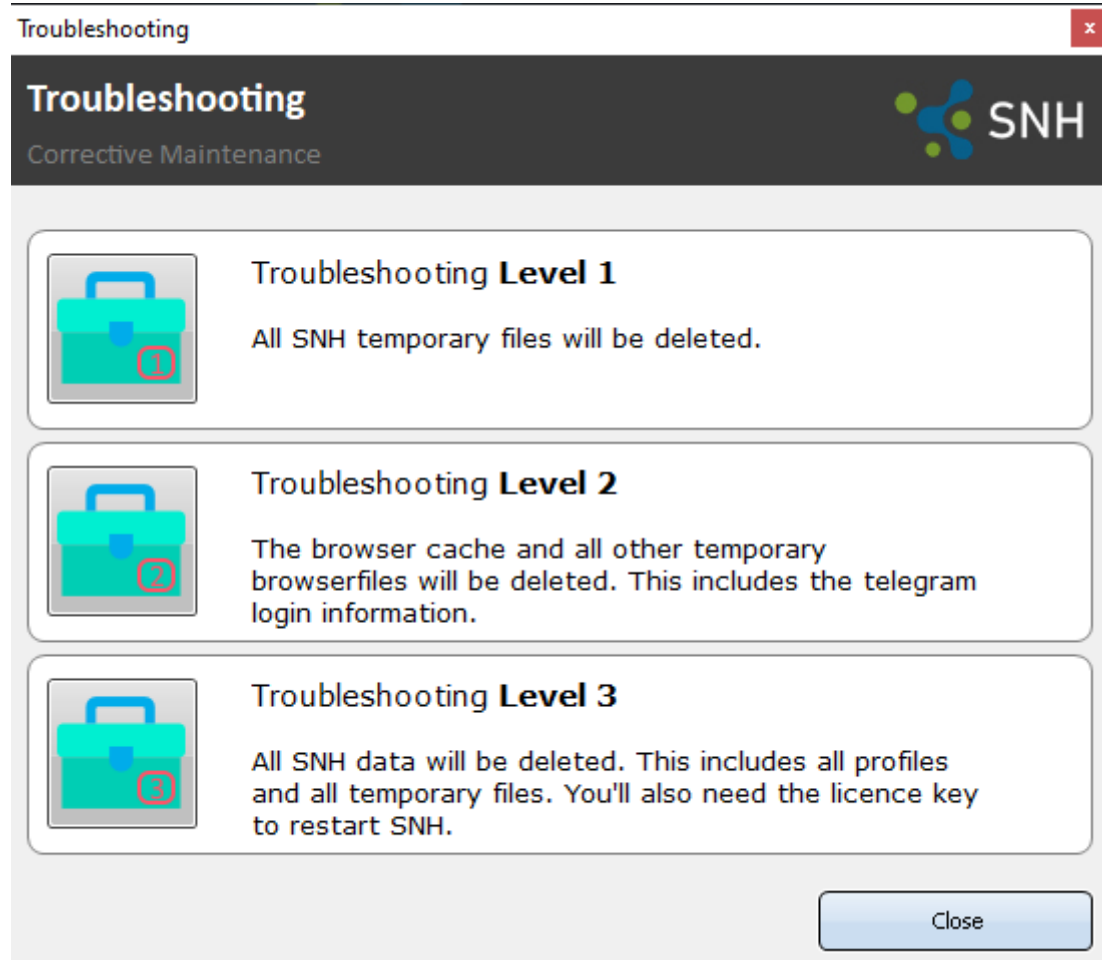 Troubleshooting
x
Troubleshooting
SNH
Corrective Maintenance
Troubleshooting Level 1
All SNH temporary files will be deleted.
1
Troubleshooting Level 2
The browser cache and all other temporary
browserfiles will be deleted. This includes the telegram
login information.
2
Troubleshooting Level 3
All SNH data will be deleted. This includes all profiles
and all temporary files. You'll also need the licence key
to restart SNH.
3
Close